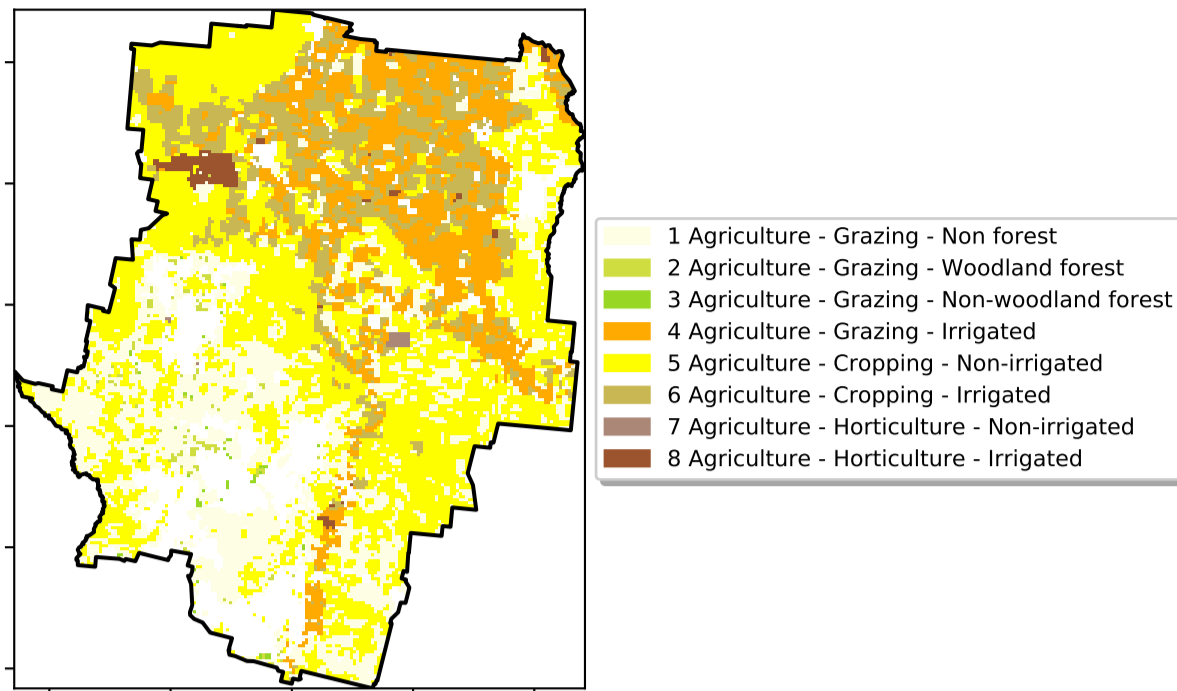 1 Agriculture - Grazing - Non forest
2 Agriculture - Grazing - Woodland forest
3 Agriculture - Grazing - Non-woodland forest
4 Agriculture - Grazing - Irrigated
5 Agriculture - Cropping - Non-irrigated
6 Agriculture - Cropping - Irrigated
7 Agriculture - Horticulture - Non-irrigated
8 Agriculture - Horticulture - Irrigated